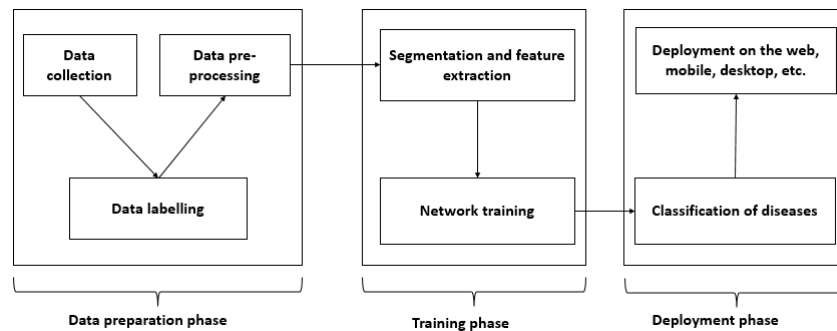 Data
collection
Data pre-
processing
Data labelling
Segmentation and feature
extraction
Network training
Deployment on the web,
mobile, desktop, etc.
Classification of diseases
Data preparation phase
Training phase
Deployment phase